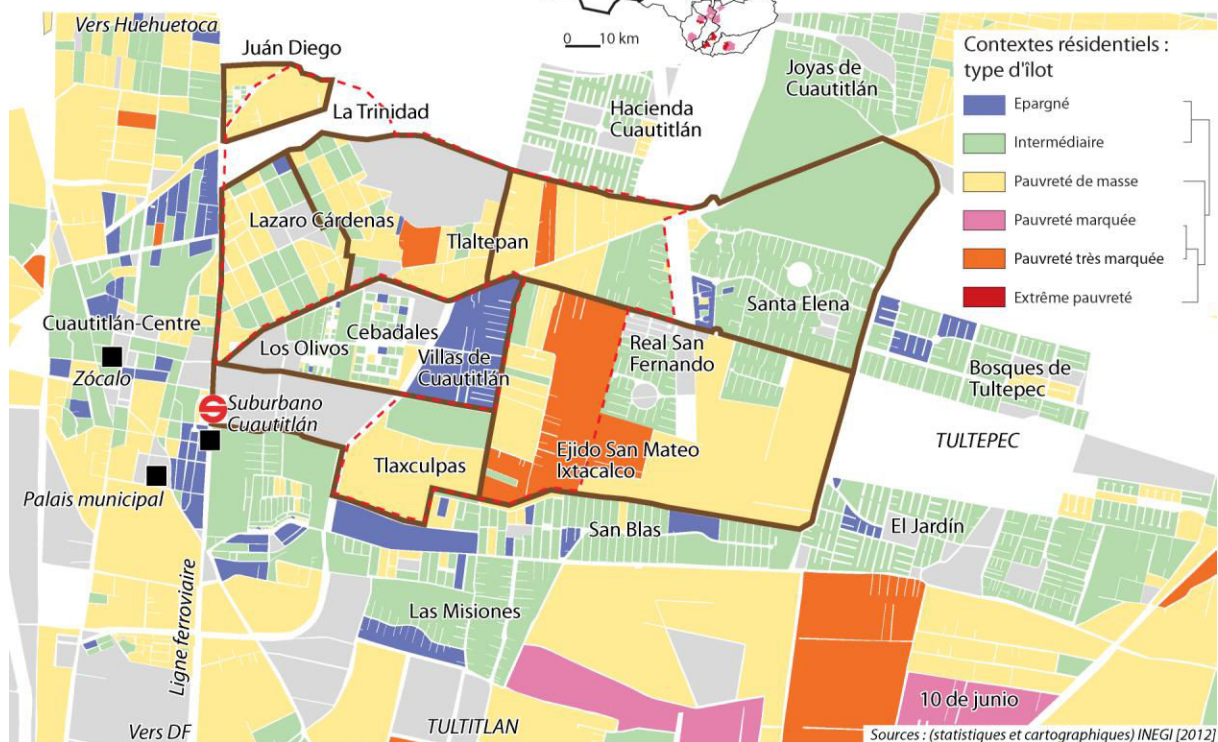 Vers Huehuetoca
0 10 km
Juán Diego
La Trinidad
Hacienda
Cuautitlán
Joyas de
Cuautitlán
Contextes résidentiels :
type d'îlot
Epargné
Intermédiaire
Pauvreté de masse
Pauvreté marquée
Pauvreté très marquée
Extrême pauvreté
Lazaro Cárdenas
Tlaltepan
Santa Elena
Cuautitlán-Centre
Zócalo
Los Olivos
Cebadales
Villas de
Cuautitlán
Real San
Fernando
Bosques de
Tultepec
Suburbano
Cuautitlán
TULTEPEC
Tlaxculpas
Ejido San Mateo
Ixtacalco
Palais municipal
San Blas
El Jardín
Las Misiones
Ligne ferroviaire
10 de junio
Vers DF
TULTITLAN
Sources : (statistiques et cartographiques) INEGI [2012]